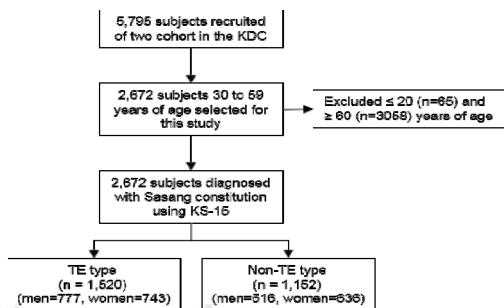 5,795 subjects recruited
of two cohort in the KDC
2,672 subjects 30 to 59
years of age selected for
this study
Excluded ≤ 20 (n=65) and
≥ 60 (n=3058) years of age
2,672 subjects diagnosed
with Sasang constitution
using KS-15
TE type
(n = 1,520)
(men=777, women=743)
Non-TE type
(n = 1,152)
(men=516, women=636)